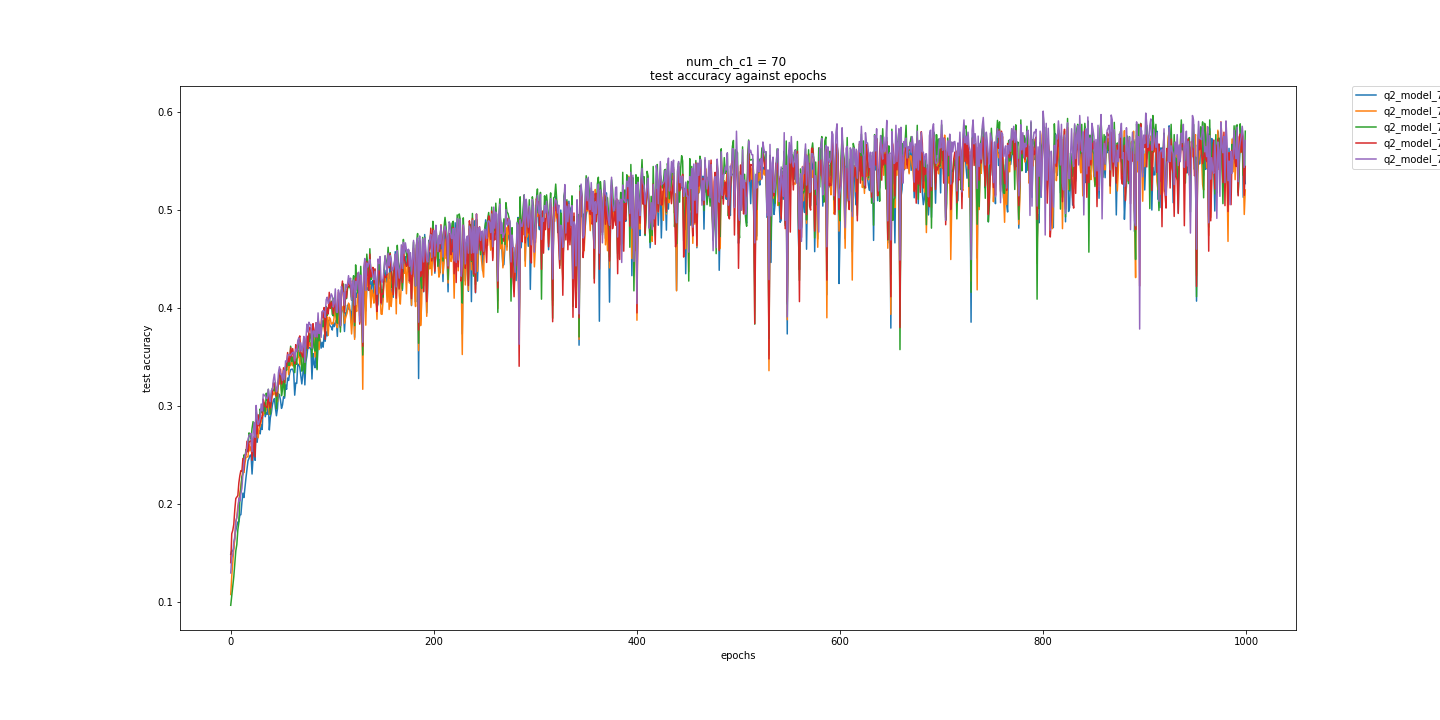 num_ch_c1 = 70
test accuracy against epochs
test accuracy
0.6
0.5
0.4
0.3
0.2
0.1
0
200
400
600
800
1000
epochs
q2_model_7
q2_model_7
q2_model_7
q2_model_7
q2_model_7